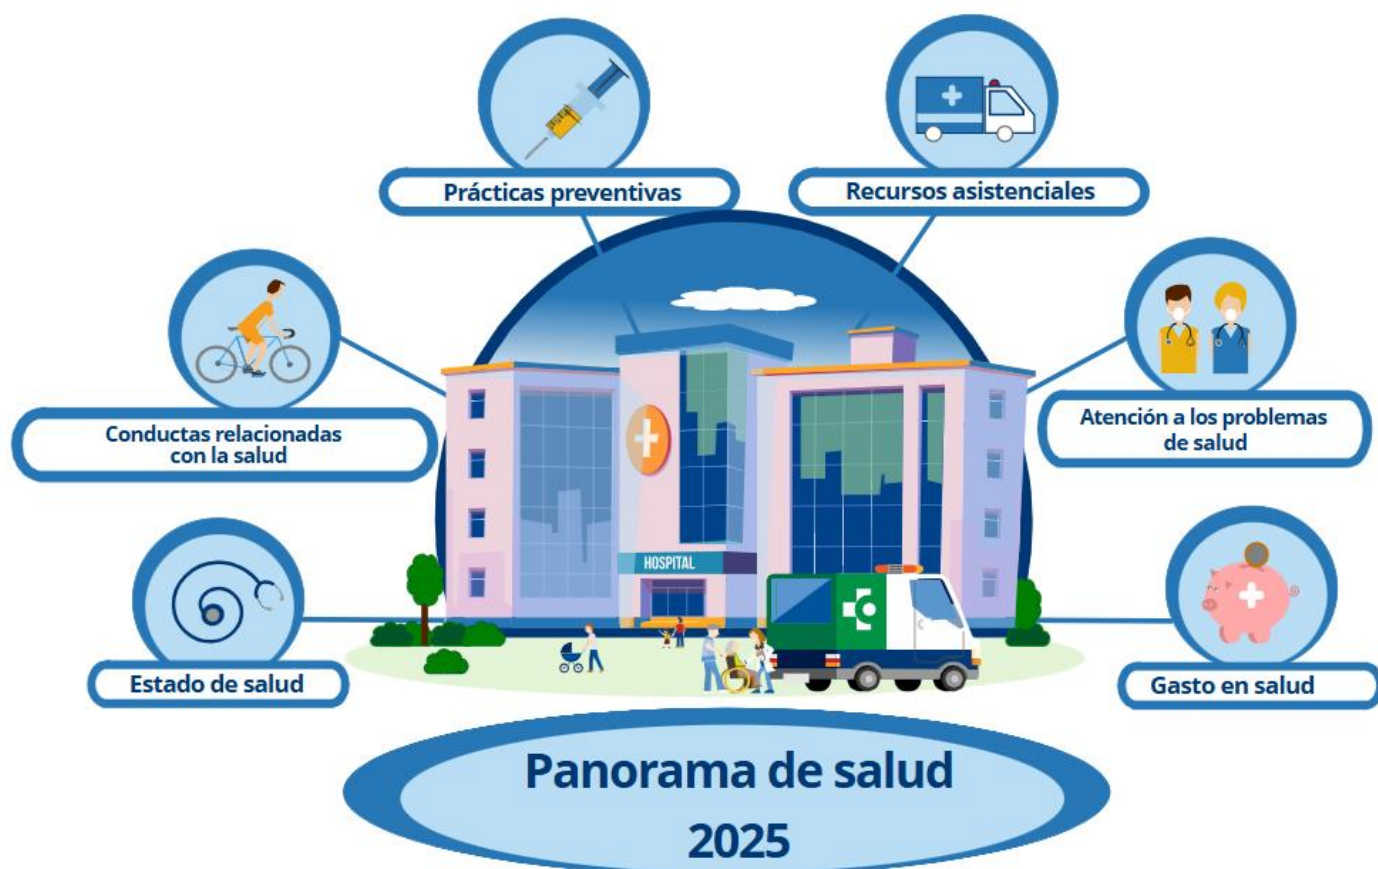 Prácticas preventivas
Recursos asistenciales
Conductas relacionadas
con la salud
Atención a los problemas
de salud
HOSPITAL
Estado de salud
Gasto en salud
Panorama de salud
2025